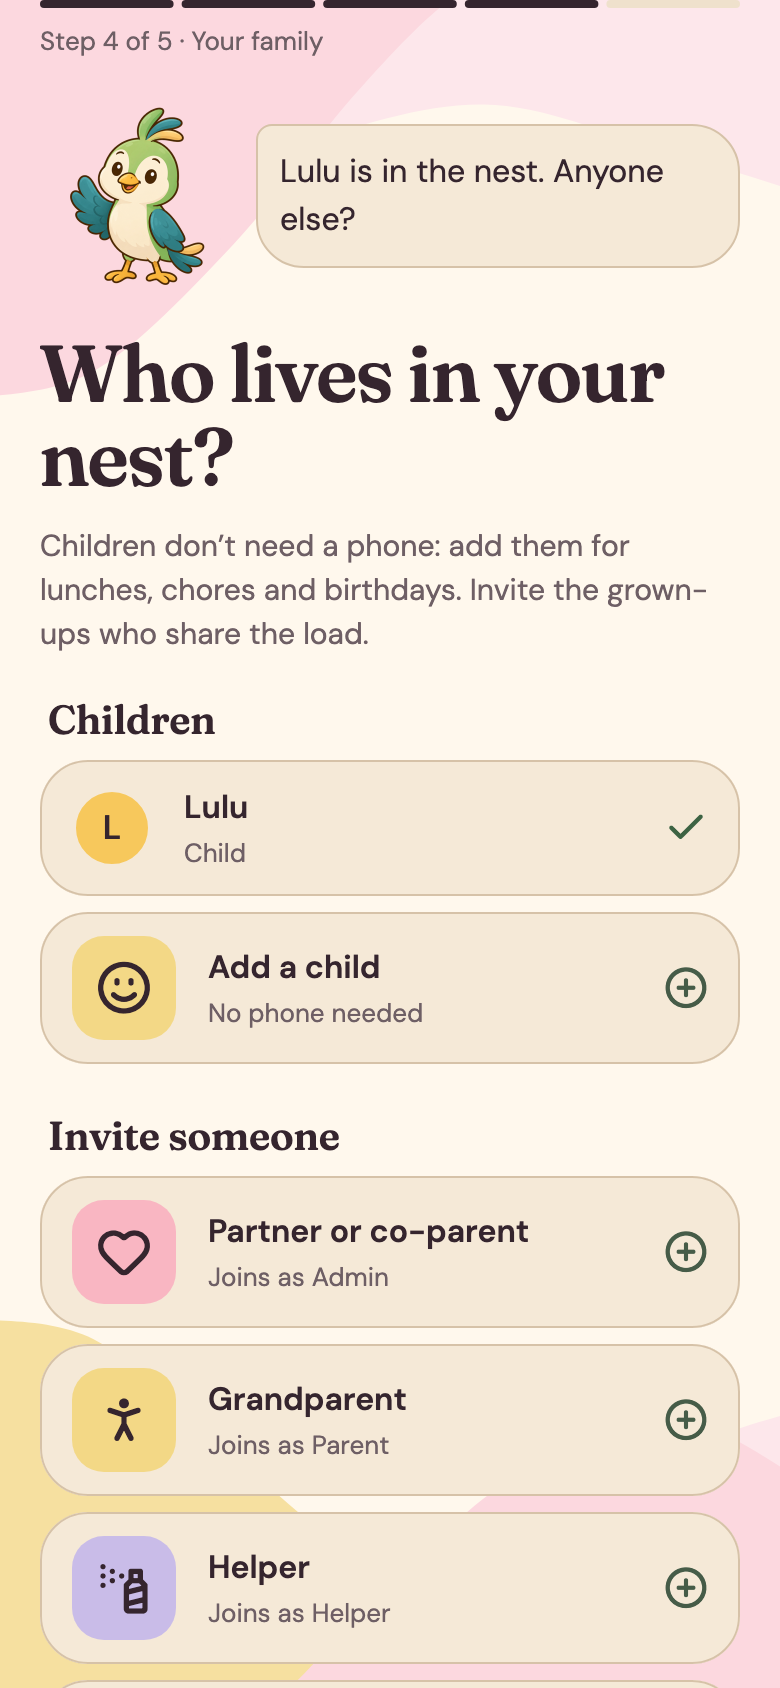 Step 4 of 5 · Your family
Lulu is in the nest. Anyone
else?
Who lives in your
nest?
Children don’t need a phone: add them for
lunches, chores and birthdays. Invite the grown-
ups who share the load.
Children
L
Lulu
Child
Add a child
No phone needed
Invite someone
Partner or co-parent
Joins as Admin
Grandparent
Joins as Parent
Helper
Joins as Helper